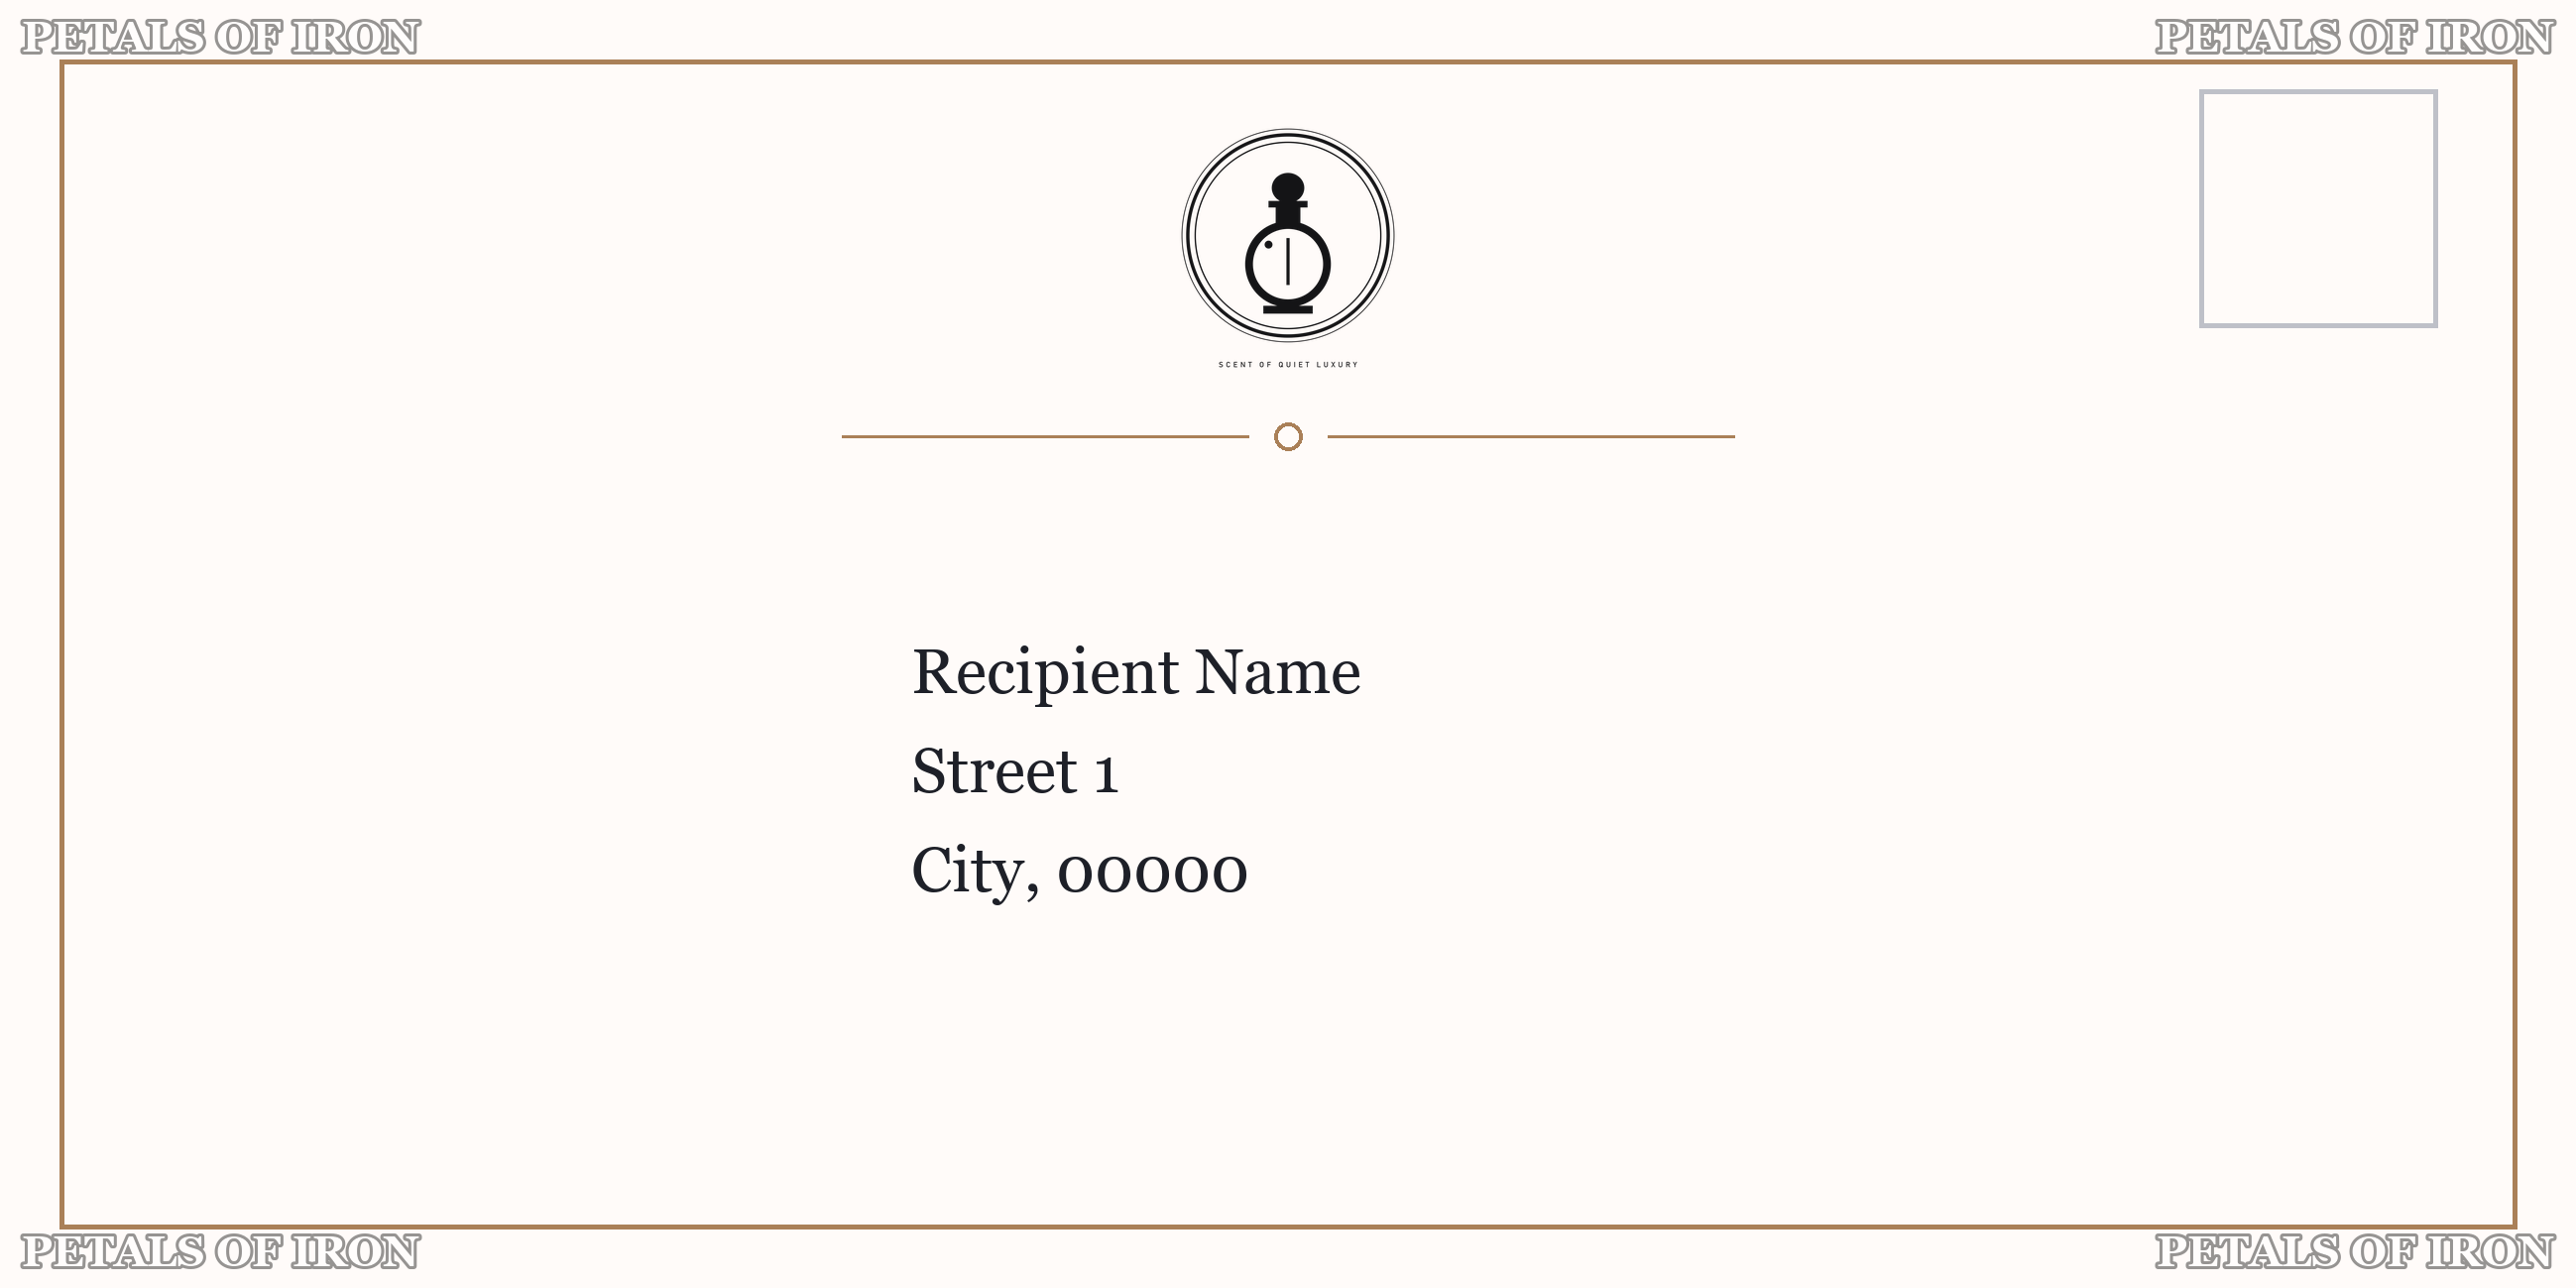 PETALS OF IRON
PETALS OF IRON
SCENT OF QUIET LUXURY
Recipient Name
Street 1
City, 00000
PETALS OF IRON
PETALS OF IRON